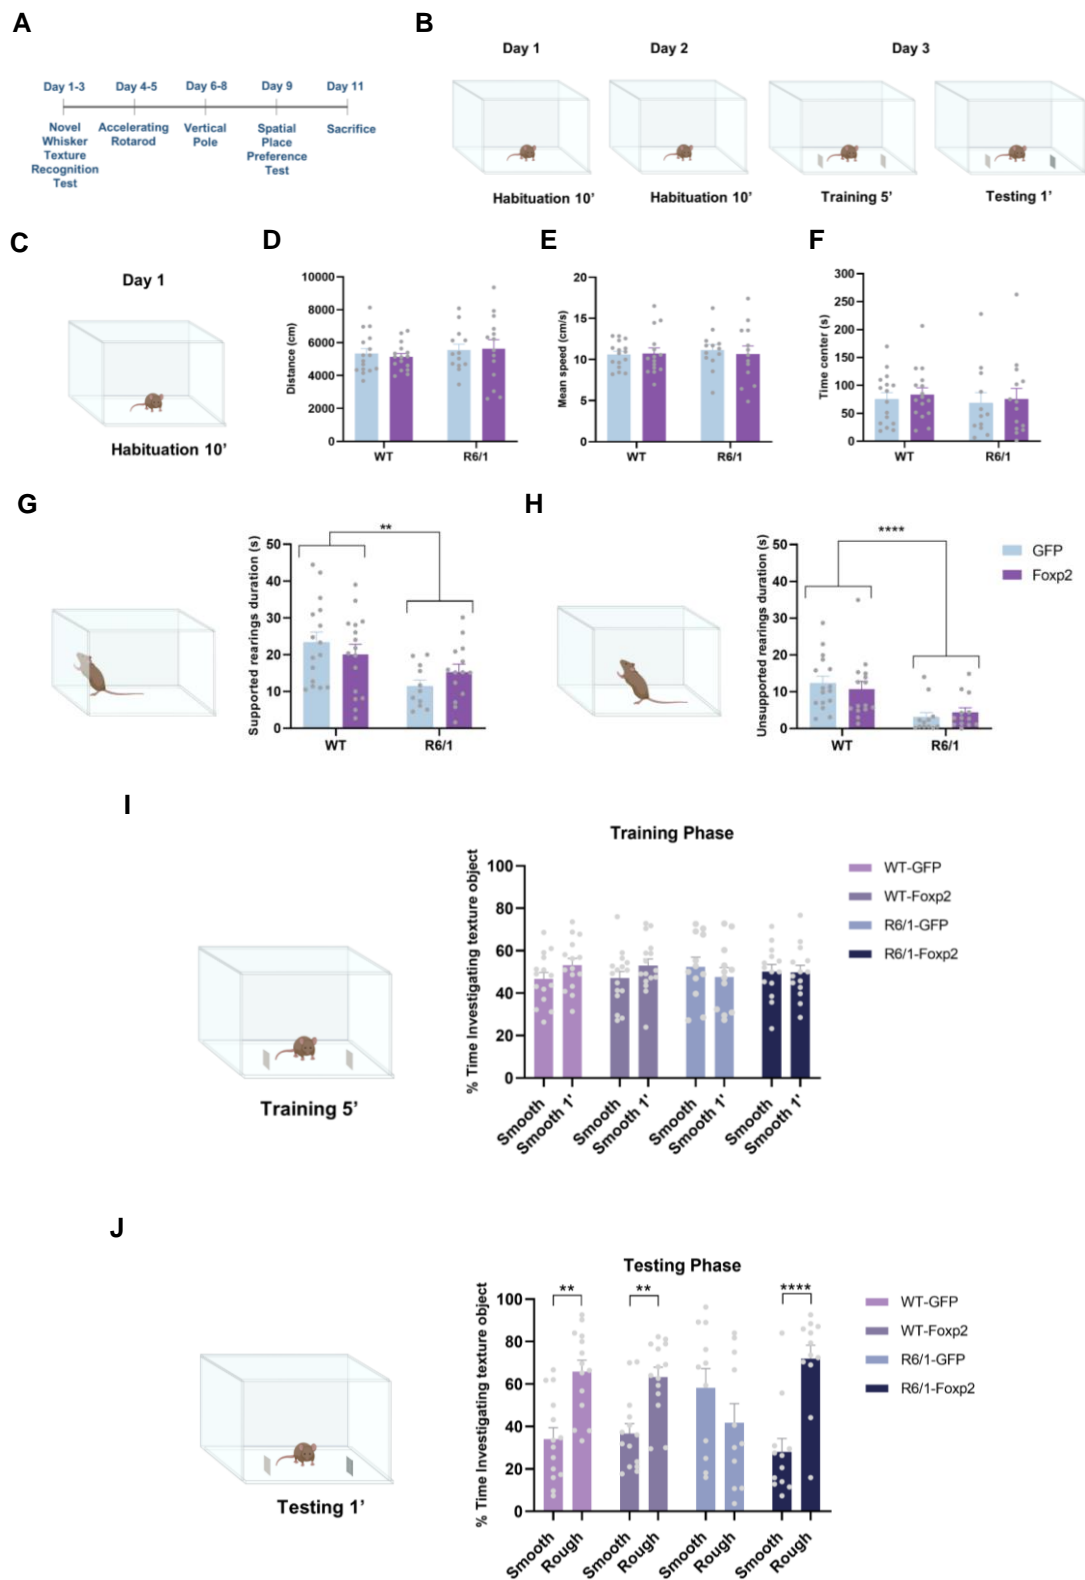 A
Day 1-3 Day 4-5 Day 6-8 Day 9 Day 11
Novel Whisker Texture Recognition Test
Accelerating Rotarod
Vertical Pole
Spatial Place Preference Test
Sacrifice
B
Day 1
Day 2
Day 3
Habituation 10'
Habituation 10'
Training 5'
Testing 1'
C
Day 1
Habituation 10'
D
Distance (cm)
10000
8000
6000
4000
2000
0
WT R6/1
E
Mean speed (cm/s)
20
15
10
5
0
WT R6/1
F
Time center (s)
300
250
200
150
100
50
0
WT R6/1
G
Supported rearings duration (s)
50
40
30
20
10
0
**
WT R6/1
H
Unsupported rearings duration (s)
50
40
30
20
10
0
****
WT R6/1
GFP
Foxp2
I
Training 5'
Training Phase
% Time Investigating texture object
100
80
60
40
20
0
Smooth Smooth 1' Smooth Smooth 1' Smooth Smooth 1' Smooth Smooth 1'
WT-GFP
WT-Foxp2
R6/1-GFP
R6/1-Foxp2
J
Testing 1'
Testing Phase
% Time Investigating texture object
100
80
60
40
20
0
** ** ****
Smooth Rough Smooth Rough Smooth Rough Smooth Rough
WT-GFP
WT-Foxp2
R6/1-GFP
R6/1-Foxp2